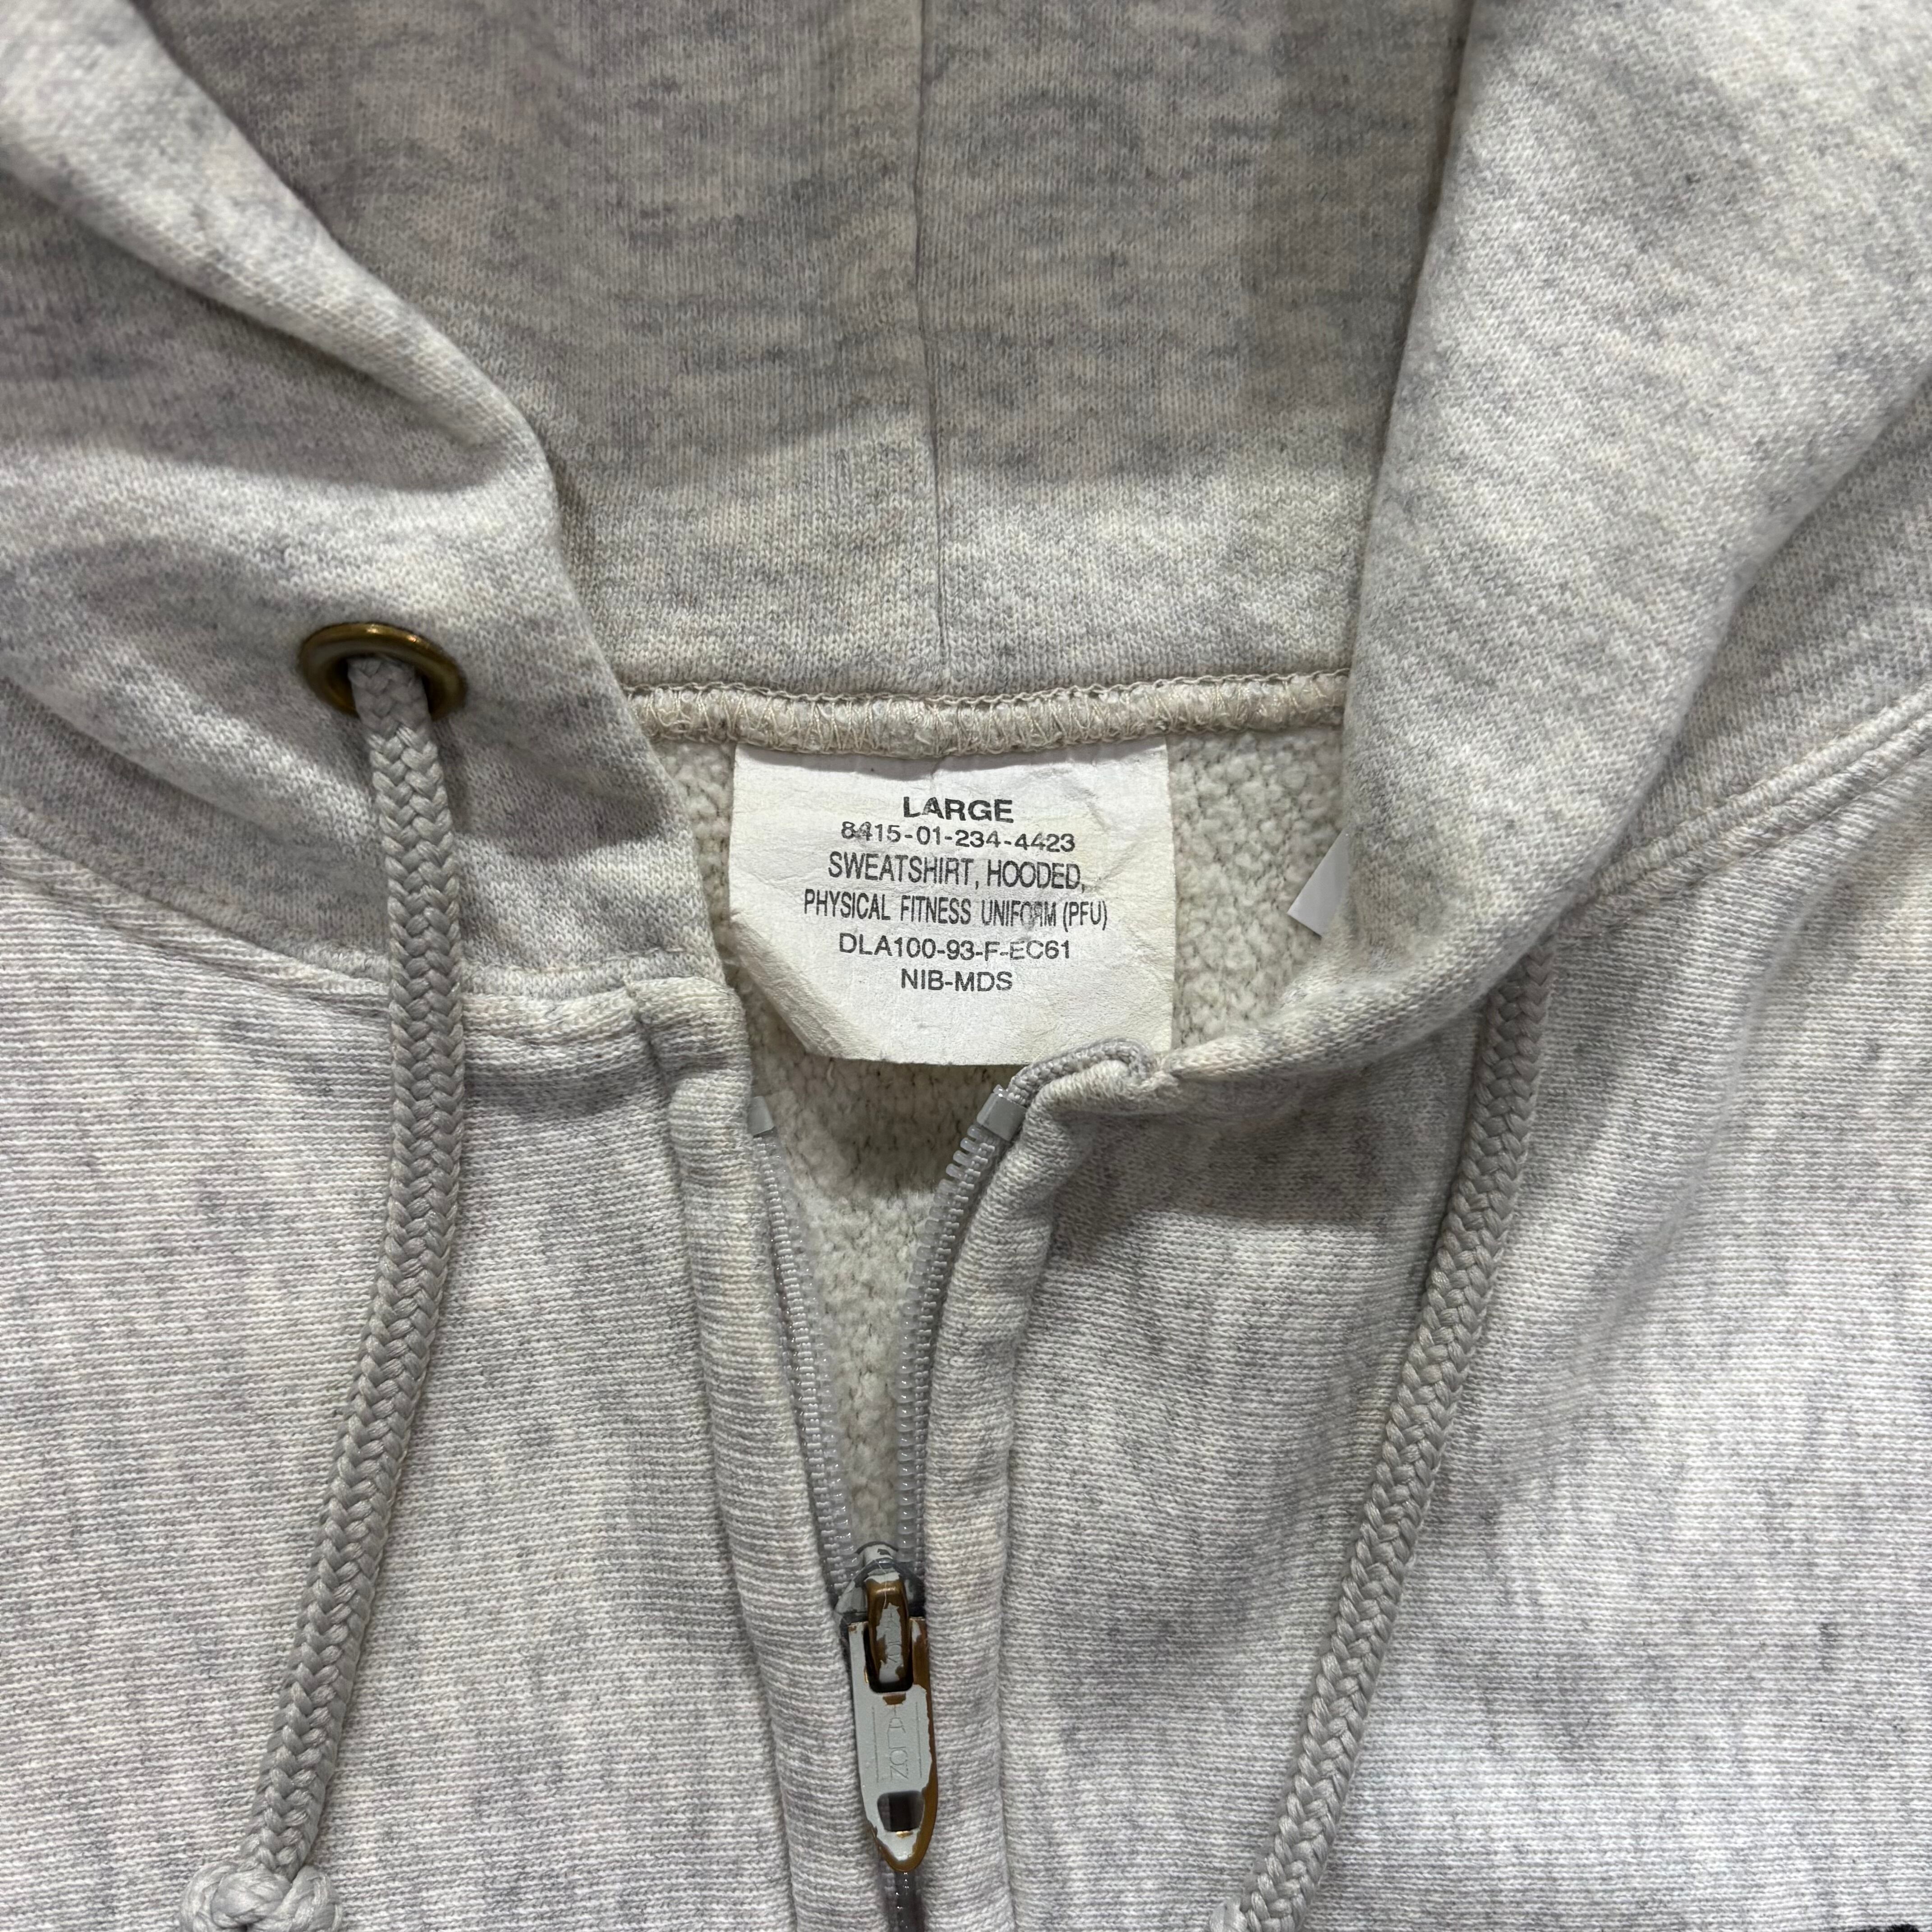 LARGE
8415-01-234-4423
SWEATSHIRT, HOODED,
PHYSICAL FITNESS UNIFORM (PFU)
DLA100-93-F-EC61
NIB-MDS
TALON